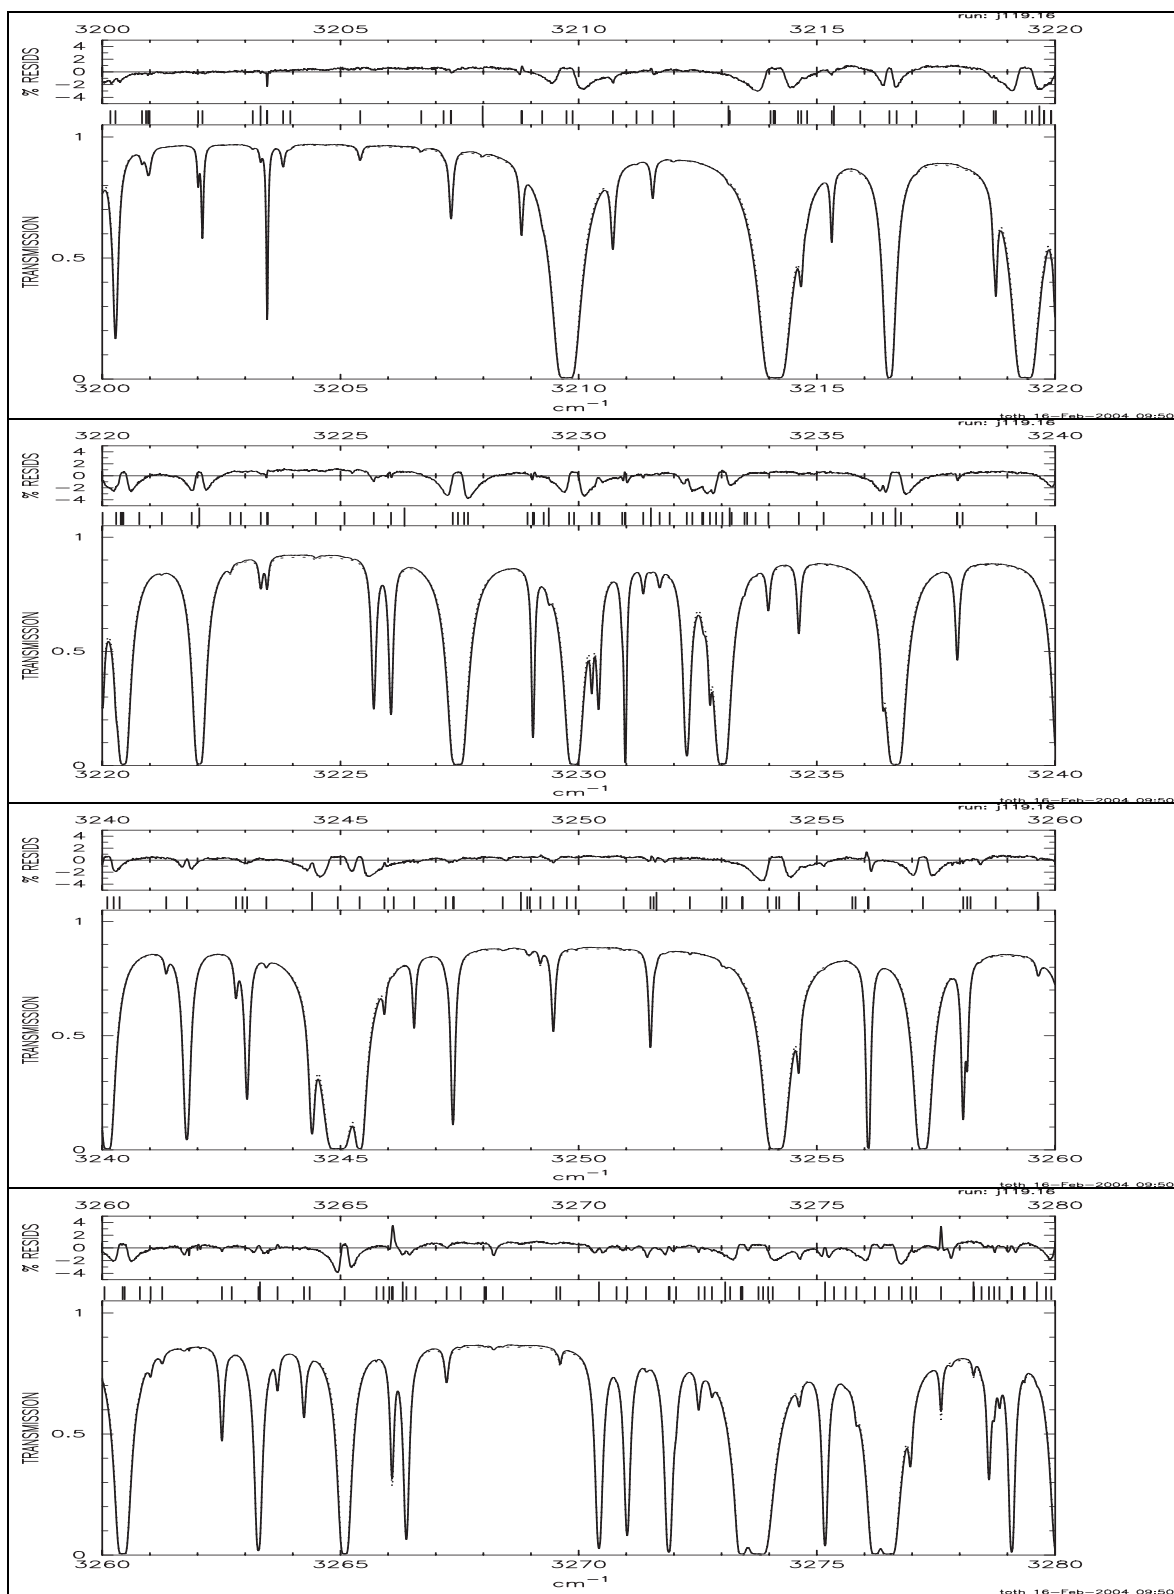 run: j119.16
3200 3205 3210 3215 3220
% RESIDS
4
2
0
−2
−4
TRANSMISSION
1
0.5
0
3200 3205 3210 3215 3220
cm−1
toth 16−Feb−2004 09:50
run: j119.16
3220 3225 3230 3235 3240
% RESIDS
4
2
0
−2
−4
TRANSMISSION
1
0.5
0
3220 3225 3230 3235 3240
cm−1
toth 16−Feb−2004 09:50
run: j119.16
3240 3245 3250 3255 3260
% RESIDS
4
2
0
−2
−4
TRANSMISSION
1
0.5
0
3240 3245 3250 3255 3260
cm−1
toth 16−Feb−2004 09:50
run: j119.16
3260 3265 3270 3275 3280
% RESIDS
4
2
0
−2
−4
TRANSMISSION
1
0.5
0
3260 3265 3270 3275 3280
cm−1
toth 16−Feb−2004 09:50